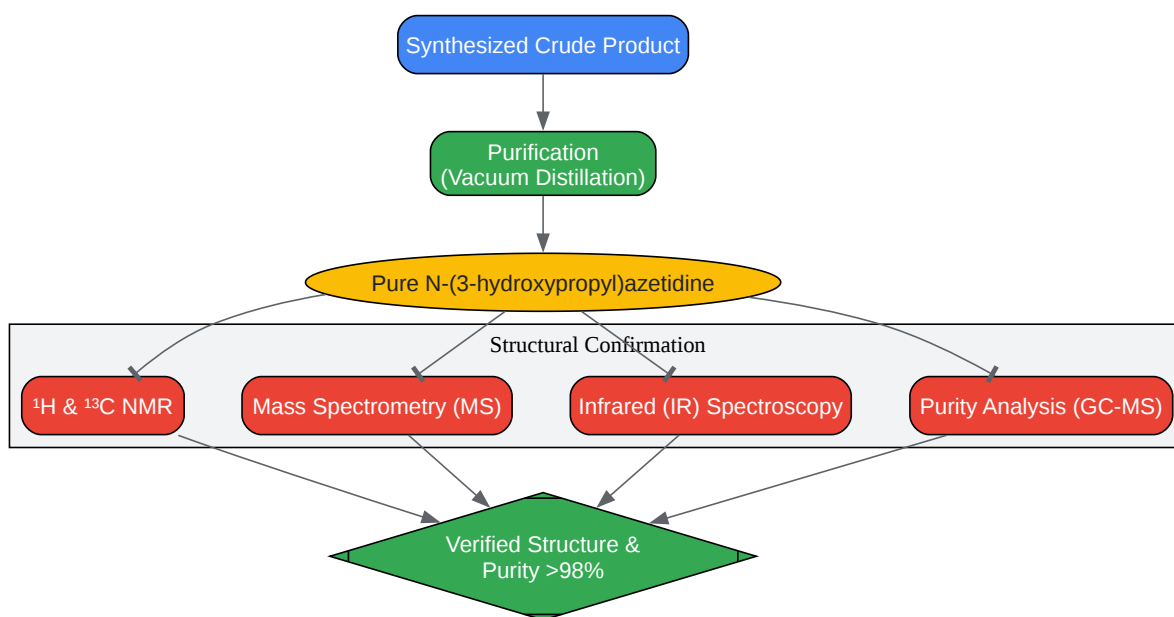 Synthesized Crude Product
Purification
(Vacuum Distillation)
Pure N-(3-hydroxypropyl)azetidine
Structural Confirmation
¹H & ¹³C NMR
Mass Spectrometry (MS)
Infrared (IR) Spectroscopy
Purity Analysis (GC-MS)
Verified Structure &
Purity >98%